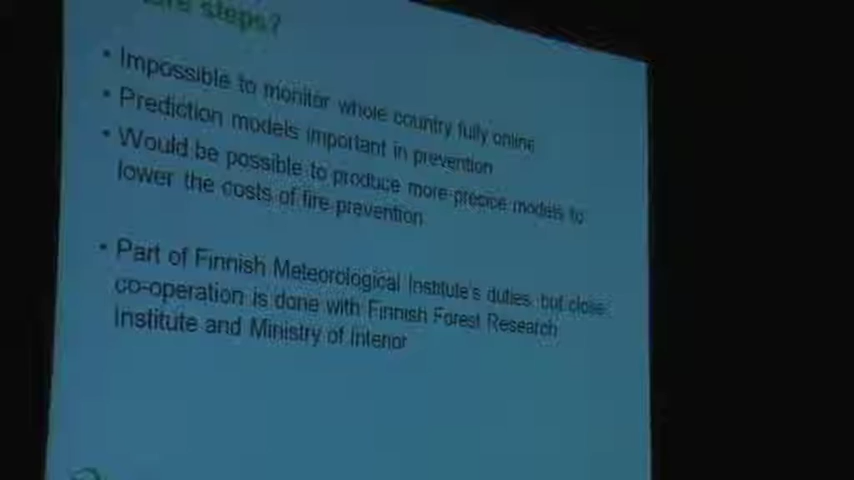 steps?
• Impossible to monitor whole country fully online
• Prediction models important in prevention
• Would be possible to produce more precise models to
lower the costs of fire prevention
• Part of Finnish Meteorological Institute's duties, but close
co-operation is done with Finnish Forest Research
Institute and Ministry of Interior